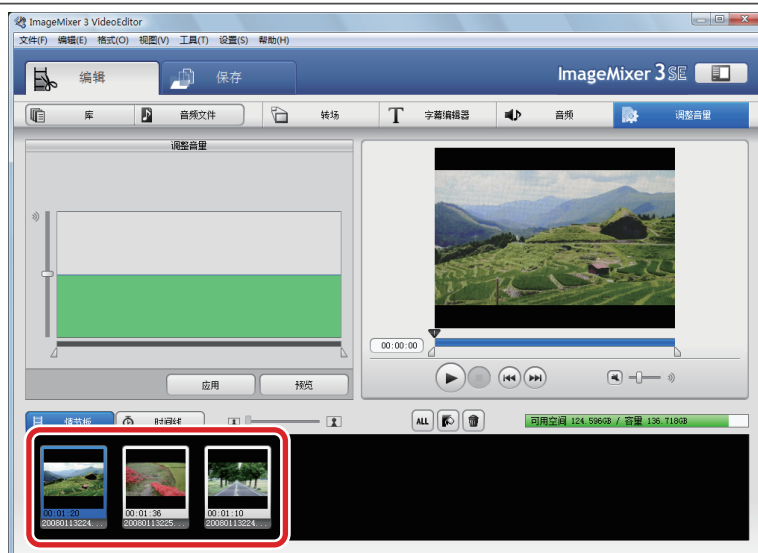 ImageMixer 3 VideoEditor
文件(F) 编辑(E) 格式(O) 视图(V) 工具(T) 设置(S) 帮助(H)
编辑 保存 ImageMixer 3 SE
库 音频文件 转场 T 字幕编辑器 音频 调整音量
调整音量
00:00:00
应用 预览
情节板 时间线 ALL 可用空间 124.596GB / 容量 136.718GB
00:01:20 00:01:36 00:01:10
20080113224... 20080113225... 20080113224...